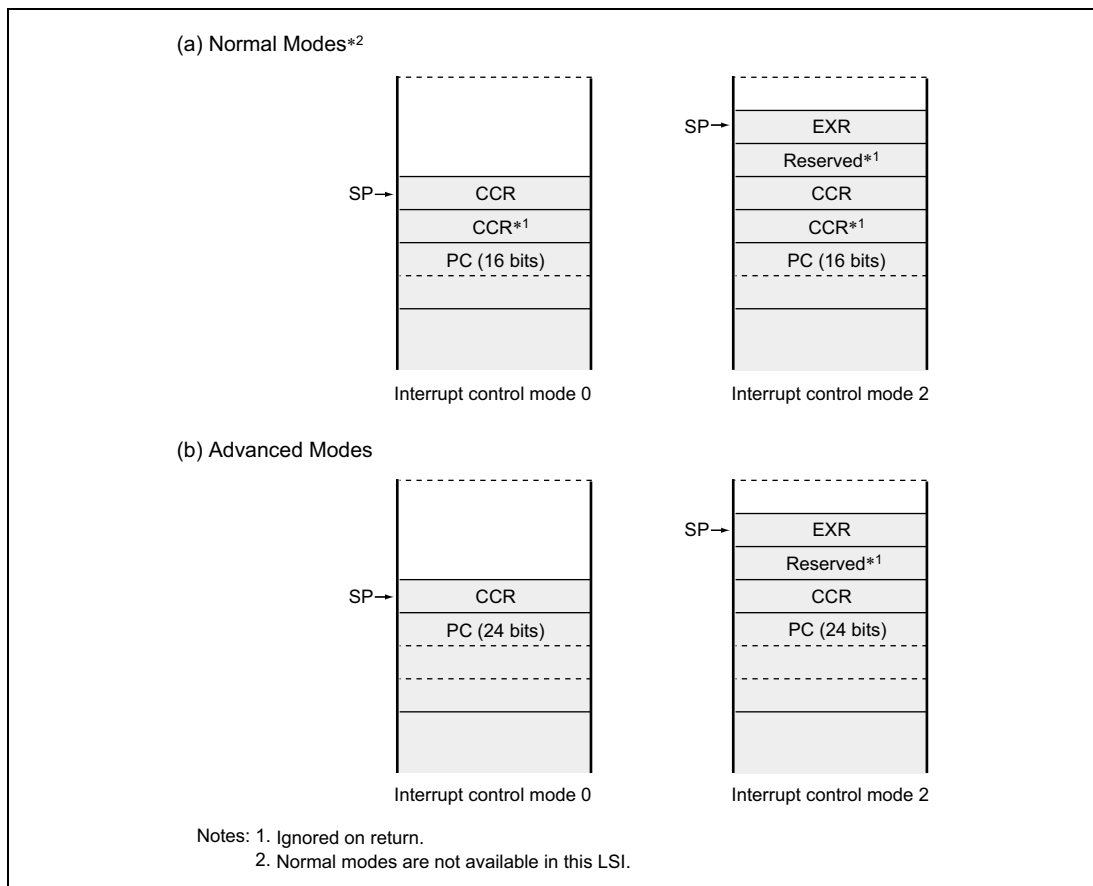 (a) Normal Modes*2
SP
CCR
CCR*1
PC (16 bits)
Interrupt control mode 0
SP
EXR
Reserved*1
CCR
CCR*1
PC (16 bits)
Interrupt control mode 2
(b) Advanced Modes
SP
CCR
PC (24 bits)
Interrupt control mode 0
SP
EXR
Reserved*1
CCR
PC (24 bits)
Interrupt control mode 2
Notes: 1. Ignored on return.
2. Normal modes are not available in this LSI.